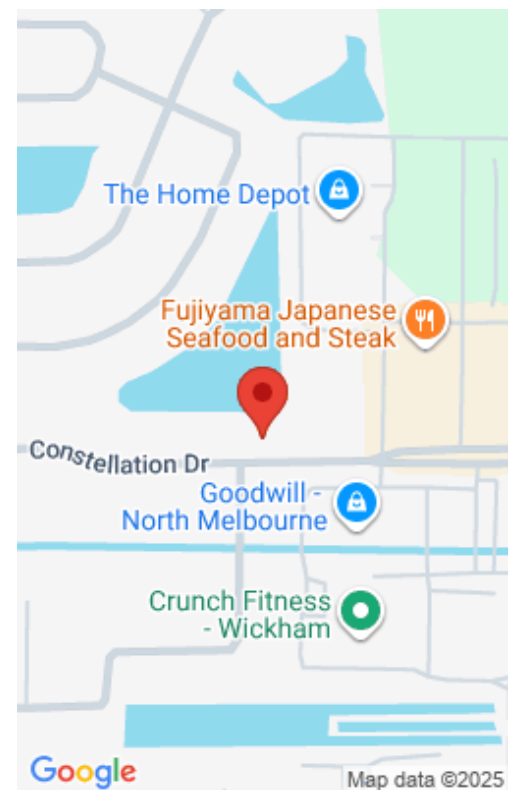 The Home Depot
Fujiyama Japanese
Seafood and Steak
Constellation Dr
Goodwill -
North Melbourne
Crunch Fitness
- Wickham
Google
Map data ©2025